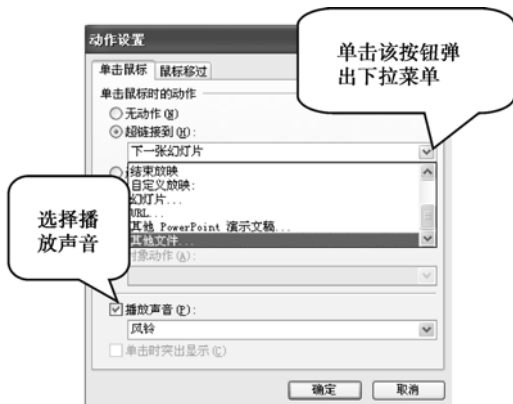 动作设置
单击该按钮弹
出下拉菜单
单击鼠标 鼠标移过
单击鼠标时的动作
无动作(N)
超链接到(H):
下一张幻灯片
结束放映
自定义放映:
幻灯片...
URL...
其他 PowerPoint 演示文稿...
其他文件...
对象动作(A):
选择播
放声音
播放声音(P):
风铃
单击时突出显示(C)
确定 取消